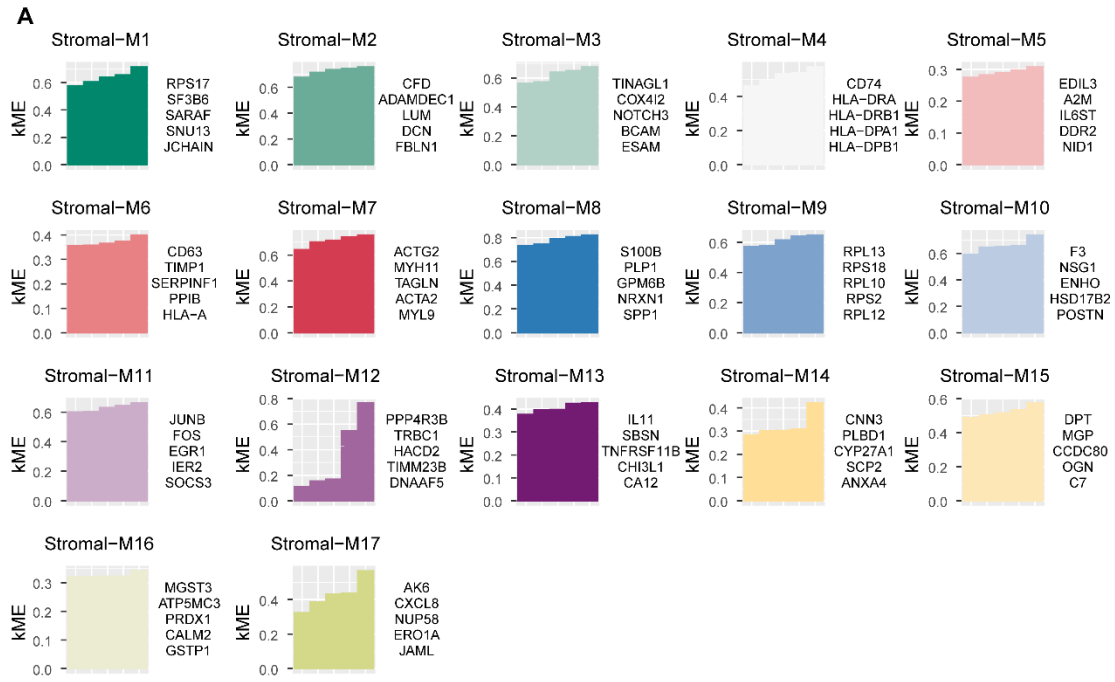 A
Stromal-M1
kME
0.6
0.4
0.2
0.0
RPS17
SF3B6
SARAF
SNU13
JCHAIN
Stromal-M2
0.6
0.4
0.2
0.0
CFD
ADAMDEC1
LUM
DCN
FBLN1
Stromal-M3
0.6
0.4
0.2
0.0
TINAGL1
COX4I2
NOTCH3
BCAM
ESAM
Stromal-M4
0.4
0.2
0.0
CD74
HLA-DRA
HLA-DRB1
HLA-DPA1
HLA-DPB1
Stromal-M5
0.3
0.2
0.1
0.0
EDIL3
A2M
IL6ST
DDR2
NID1
Stromal-M6
kME
0.4
0.3
0.2
0.1
0.0
CD63
TIMP1
SERPINF1
PPIB
HLA-A
Stromal-M7
0.6
0.4
0.2
0.0
ACTG2
MYH11
TAGLN
ACTA2
MYL9
Stromal-M8
0.8
0.6
0.4
0.2
0.0
S100B
PLP1
GPM6B
NRXN1
SPP1
Stromal-M9
0.6
0.4
0.2
0.0
RPL13
RPS18
RPL10
RPS2
RPL12
Stromal-M10
0.6
0.4
0.2
0.0
F3
NSG1
ENHO
HSD17B2
POSTN
Stromal-M11
kME
0.6
0.4
0.2
0.0
JUNB
FOS
EGR1
IER2
SOCS3
Stromal-M12
0.8
0.6
0.4
0.2
0.0
PPP4R3B
TRBC1
HACD2
TIMM23B
DNAAF5
Stromal-M13
0.4
0.3
0.2
0.1
0.0
IL11
SBSN
TNFRSF11B
CHI3L1
CA12
Stromal-M14
0.4
0.3
0.2
0.1
0.0
CNN3
PLBD1
CYP27A1
SCP2
ANXA4
Stromal-M15
0.6
0.4
0.2
0.0
DPT
MGP
CCDC80
OGN
C7
Stromal-M16
kME
0.3
0.2
0.1
0.0
MGST3
ATP5MC3
PRDX1
CALM2
GSTP1
Stromal-M17
kME
0.4
0.2
0.0
AK6
CXCL8
NUP58
ERO1A
JAML